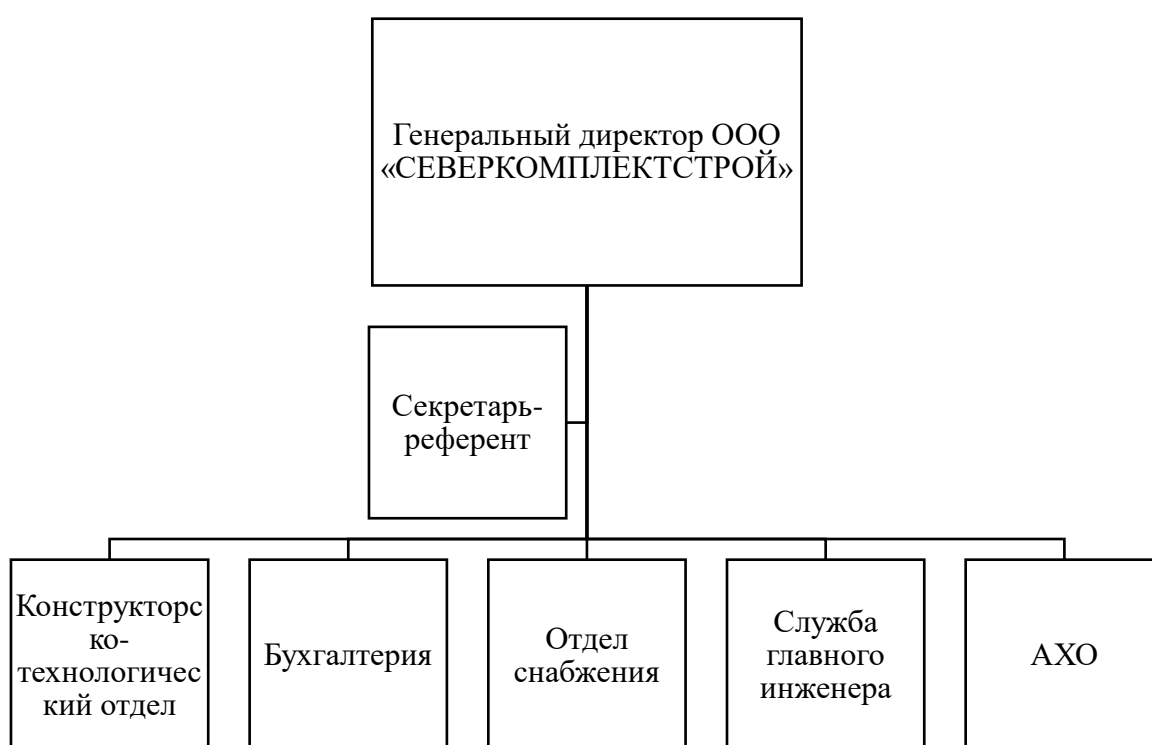 Генеральный директор ООО
«СЕВЕРКОМПЛЕКТСТРОЙ»
Секретарь-
референт
Конструкторс
ко-
технологичес
кий отдел
Бухгалтерия
Отдел
снабжения
Служба
главного
инженера
АХО